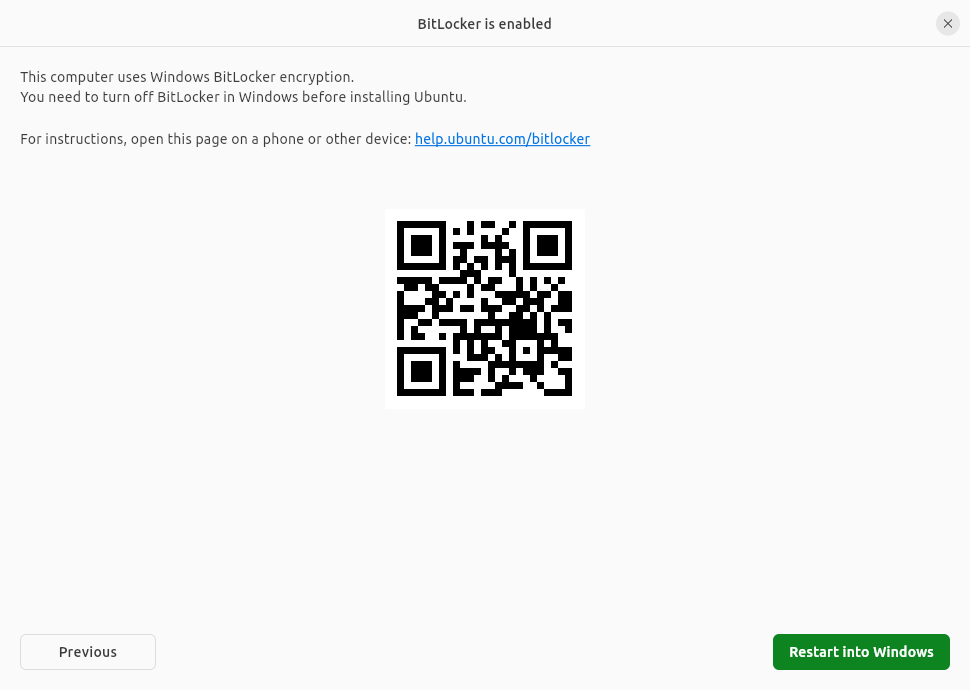 BitLocker is enabled
This computer uses Windows BitLocker encryption.
You need to turn off BitLocker in Windows before installing Ubuntu.
For instructions, open this page on a phone or other device: help.ubuntu.com/bitlocker
Previous
Restart into Windows